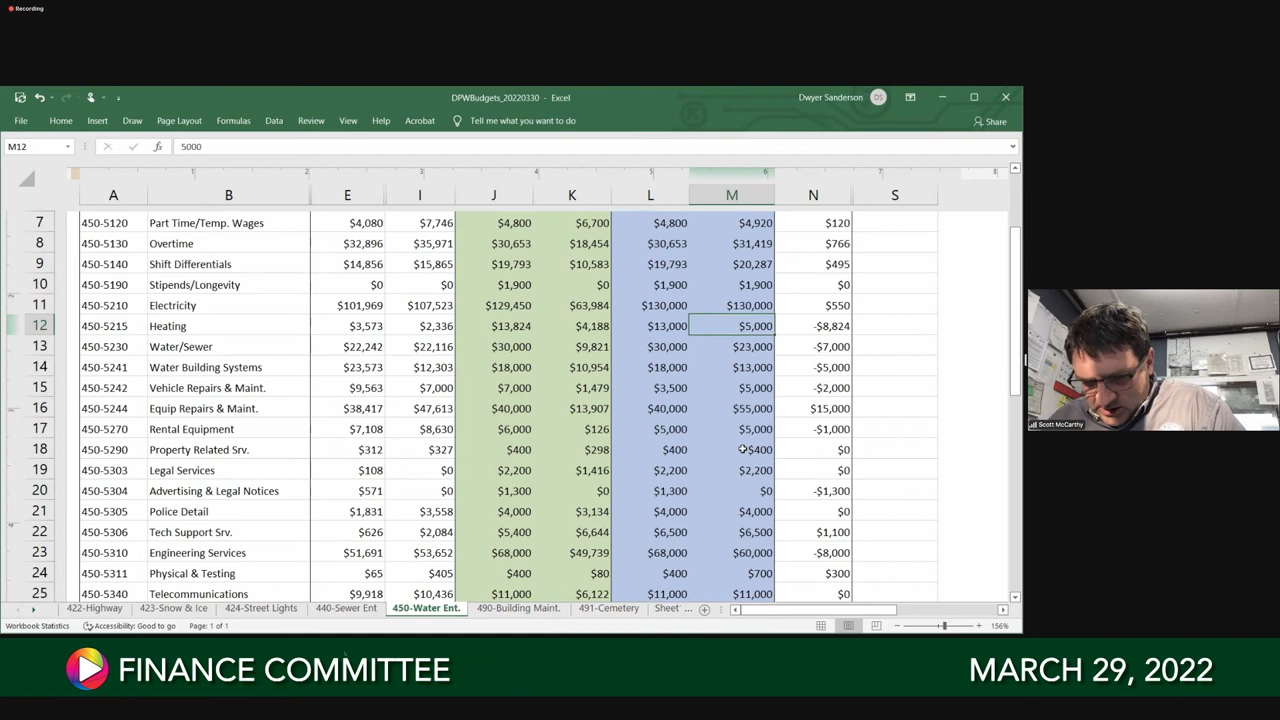 Recording
DPWBudgets_20220330 - Excel
Dwyer Sanderson
DS
File Home Insert Draw Page Layout Formulas Data Review View Help Acrobat Tell me what you want to do
Share
M12 fx 5000
1 2 3 4 5 6 7 8
A B E I J K L M N S
7 450-5120 Part Time/Temp. Wages $4,080 $7,746 $4,800 $6,700 $4,800 $4,920 $120
8 450-5130 Overtime $32,896 $35,971 $30,653 $18,454 $30,653 $31,419 $766
9 450-5140 Shift Differentials $14,856 $15,865 $19,793 $10,583 $19,793 $20,287 $495
10 450-5190 Stipends/Longevity $0 $0 $1,900 $0 $1,900 $1,900 $0
11 450-5210 Electricity $101,969 $107,523 $129,450 $63,984 $130,000 $130,000 $550
12 450-5215 Heating $3,573 $2,336 $13,824 $4,188 $13,000 $5,000 -$8,824
13 450-5230 Water/Sewer $22,242 $22,116 $30,000 $9,821 $30,000 $23,000 -$7,000
14 450-5241 Water Building Systems $23,573 $12,303 $18,000 $10,954 $18,000 $13,000 -$5,000
15 450-5242 Vehicle Repairs & Maint. $9,563 $7,000 $7,000 $1,479 $3,500 $5,000 -$2,000
16 450-5244 Equip Repairs & Maint. $38,417 $47,613 $40,000 $13,907 $40,000 $55,000 $15,000
17 450-5270 Rental Equipment $7,108 $8,630 $6,000 $126 $5,000 $5,000 -$1,000
18 450-5290 Property Related Srv. $312 $327 $400 $298 $400 $400 $0
19 450-5303 Legal Services $108 $0 $2,200 $1,416 $2,200 $2,200 $0
20 450-5304 Advertising & Legal Notices $571 $0 $1,300 $0 $1,300 $0 -$1,300
21 450-5305 Police Detail $1,831 $3,558 $4,000 $3,134 $4,000 $4,000 $0
22 450-5306 Tech Support Srv. $626 $2,084 $5,400 $6,644 $6,500 $6,500 $1,100
23 450-5310 Engineering Services $51,691 $53,652 $68,000 $49,739 $68,000 $60,000 -$8,000
24 450-5311 Physical & Testing $65 $405 $400 $80 $400 $700 $300
25 450-5340 Telecommunications $9,918 $10,436 $11,000 $6,122 $11,000 $11,000 $0
422-Highway 423-Snow & Ice 424-Street Lights 440-Sewer Ent 450-Water Ent. 490-Building Maint. 491-Cemetery Sheet ...
Workbook Statistics Accessibility: Good to go Page: 1 of 1 156%
Scott McCarthy
FINANCE COMMITTEE
MARCH 29, 2022